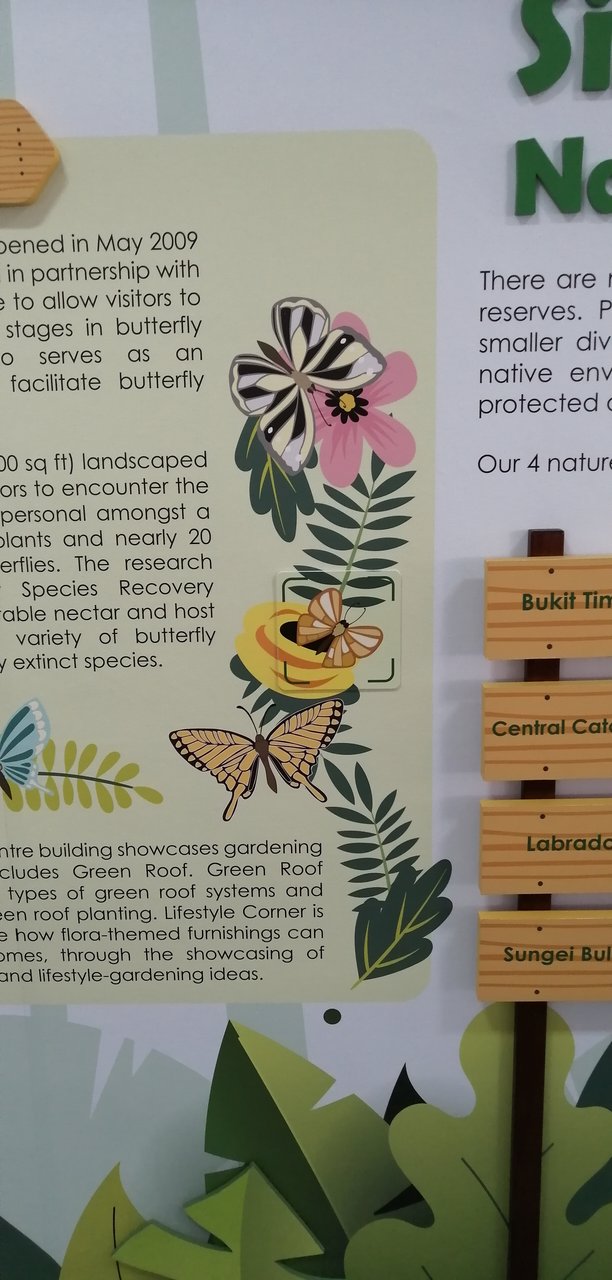 pened in May 2009
in partnership with
e to allow visitors to
stages in butterfly
o serves as an
facilitate butterfly
00 sq ft) landscaped
ors to encounter the
personal amongst a
plants and nearly 20
erflies. The research
Species Recovery
table nectar and host
variety of butterfly
y extinct species.
ntre building showcases gardening
cludes Green Roof. Green Roof
types of green roof systems and
een roof planting. Lifestyle Corner is
e how flora-themed furnishings can
omes, through the showcasing of
and lifestyle-gardening ideas.
Si
Na
There are
reserves. P
smaller div
native env
protected
Our 4 nature
Bukit Tim
Central Catc
Labrado
Sungei Bul